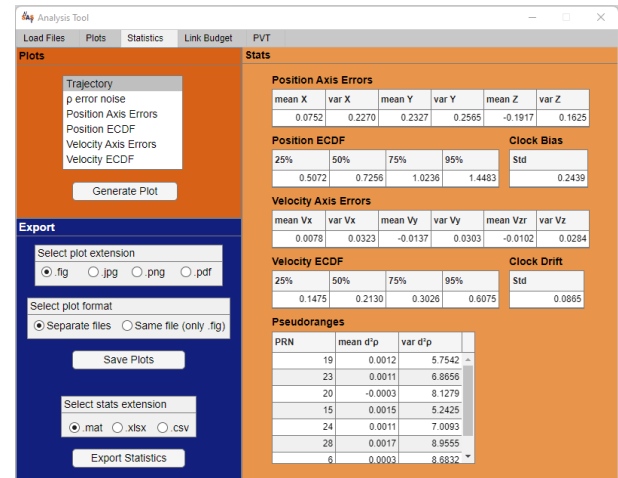 Analysis Tool
Load Files Plots Statistics Link Budget PVT
Plots
Trajectory
ρ error noise
Position Axis Errors
Position ECDF
Velocity Axis Errors
Velocity ECDF
Generate Plot
Export
Select plot extension
.fig .jpg .png .pdf
Select plot format
Separate files Same file (only .fig)
Save Plots
Select stats extension
.mat .xlsx .csv
Export Statistics
Stats
Position Axis Errors
mean X var X mean Y var Y mean Z var Z
0.0752 0.2270 0.2327 0.2565 -0.1917 0.1625
Position ECDF Clock Bias
25% 50% 75% 95% Std
0.5072 0.7256 1.0236 1.4483 0.2439
Velocity Axis Errors
mean Vx var Vx mean Vy var Vy mean Vzr var Vz
0.0078 0.0323 -0.0137 0.0303 -0.0102 0.0284
Velocity ECDF Clock Drift
25% 50% 75% 95% Std
0.1475 0.2130 0.3026 0.6075 0.0865
Pseudoranges
PRN mean d²ρ var d²ρ
19 0.0012 5.7542
23 0.0011 6.8656
20 -0.0003 8.1279
15 0.0015 5.2425
24 0.0011 7.0093
28 0.0017 8.9555
6 0.0003 8.6832